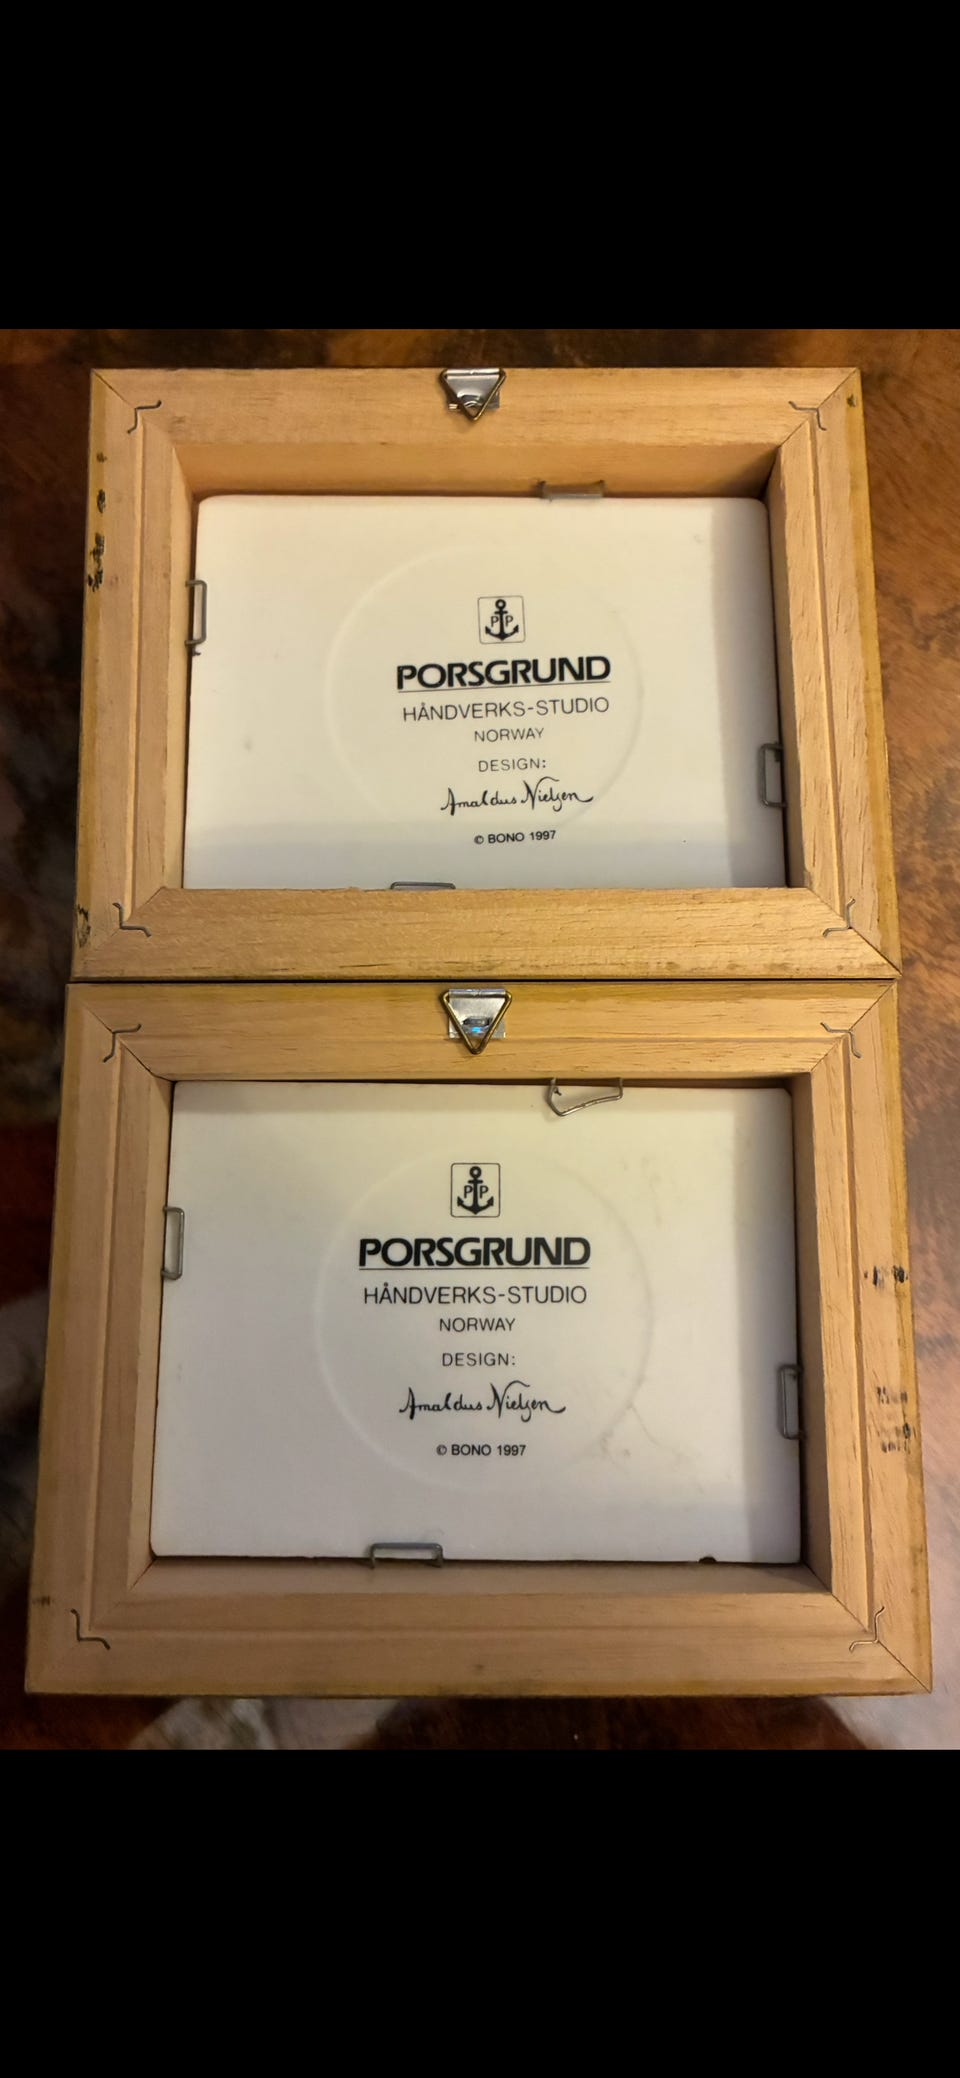 PP
PORSGRUND
HÅNDVERKS-STUDIO
NORWAY
DESIGN:
Amaldus Nielsen
© BONO 1997
PP
PORSGRUND
HÅNDVERKS-STUDIO
NORWAY
DESIGN:
Amaldus Nielsen
© BONO 1997